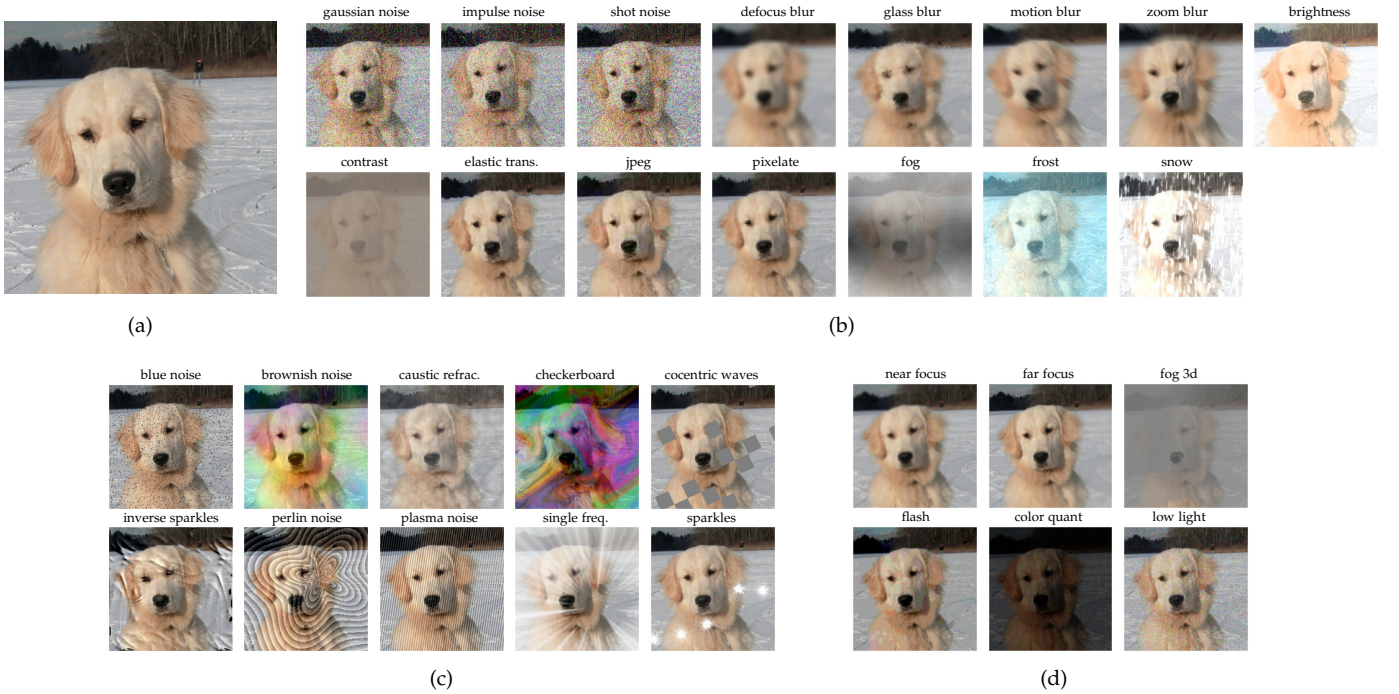 gaussian noise impulse noise shot noise defocus blur glass blur motion blur zoom blur brightness
contrast elastic trans. jpeg pixelate fog frost snow
(a) (b)
blue noise brownish noise caustic refrac. checkerboard cocentric waves
near focus far focus fog 3d
inverse sparkles perlin noise plasma noise single freq. sparkles
flash color quant low light
(c) (d)